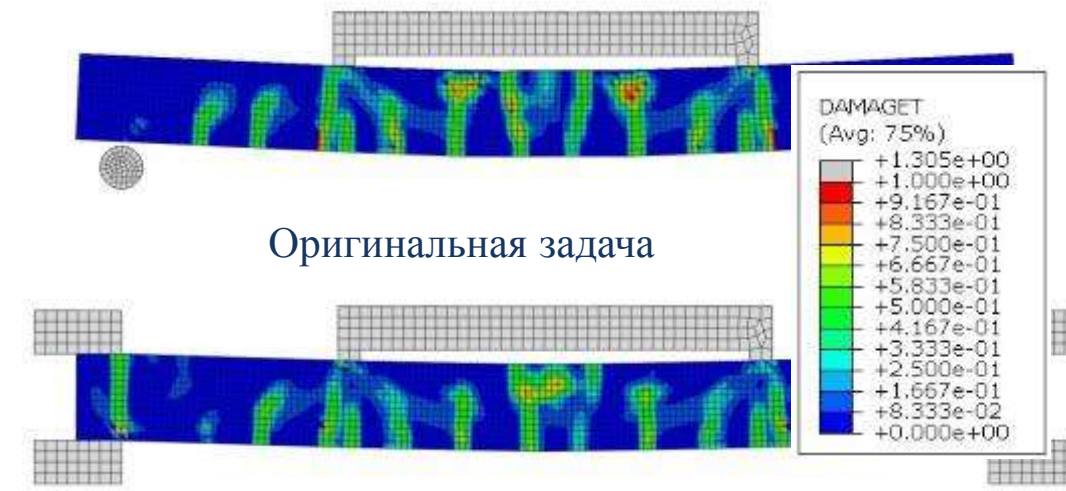 DAMAGET
(Avg: 75%)
+1.305e+00
+1.000e+00
+9.167e-01
+8.333e-01
+7.500e-01
+6.667e-01
+5.833e-01
+5.000e-01
+4.167e-01
+3.333e-01
+2.500e-01
+1.667e-01
+8.333e-02
+0.000e+00
Оригинальная задача